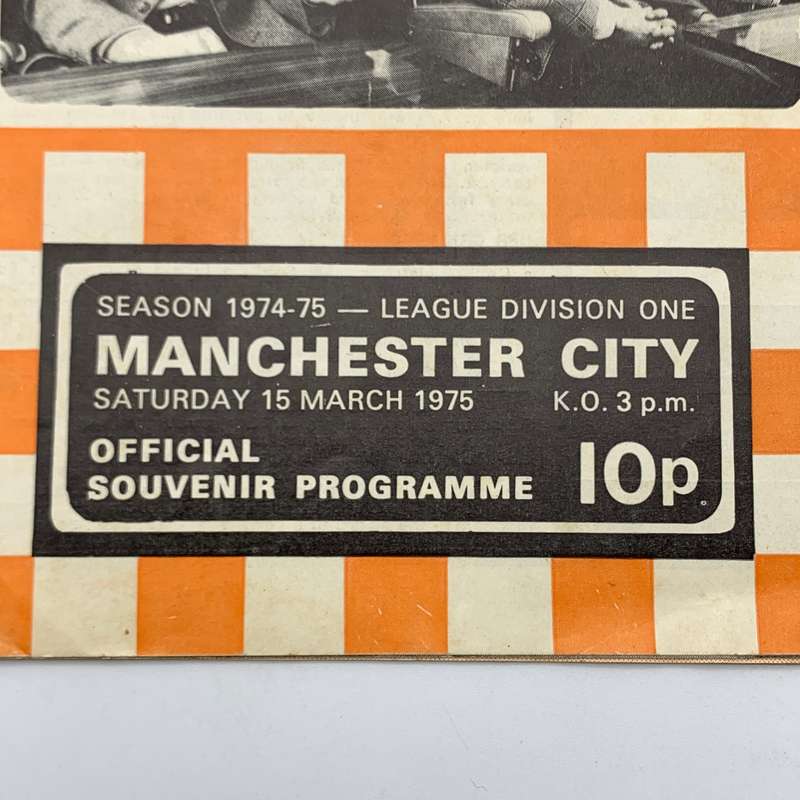 SEASON 1974-75 — LEAGUE DIVISION ONE
MANCHESTER CITY
SATURDAY 15 MARCH 1975 K.O. 3 p.m.
OFFICIAL
SOUVENIR PROGRAMME 10p